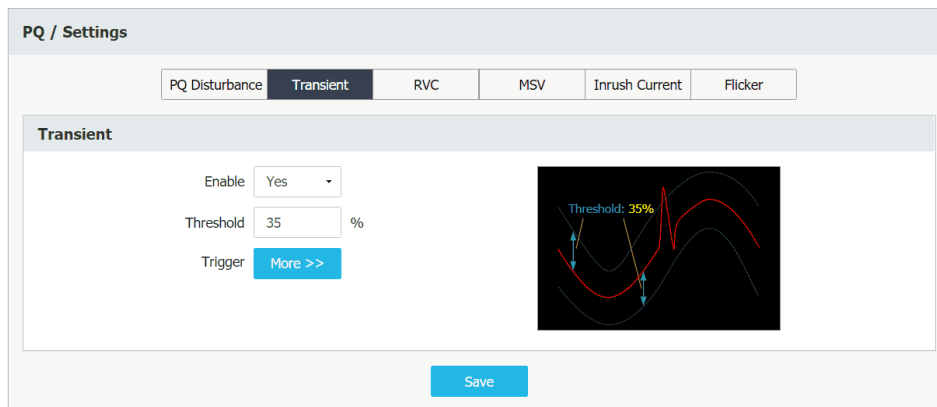 PQ / Settings
PQ Disturbance Transient RVC MSV Inrush Current Flicker
Transient
Enable Yes
Threshold 35 %
Trigger More >>
Threshold: 35%
Save